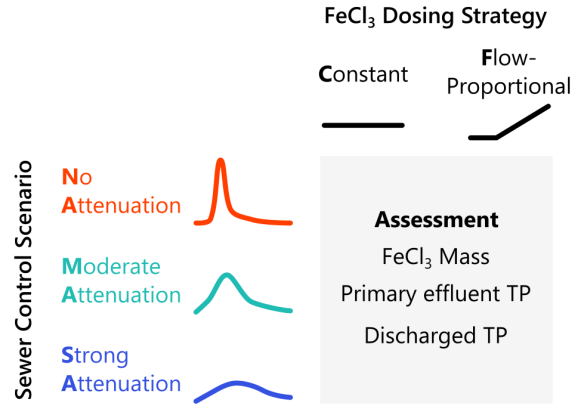 FeCl₃ Dosing Strategy
Constant
Flow-
Proportional
Sewer Control Scenario
No
Attenuation
Moderate
Attenuation
Strong
Attenuation
Assessment
FeCl₃ Mass
Primary effluent TP
Discharged TP